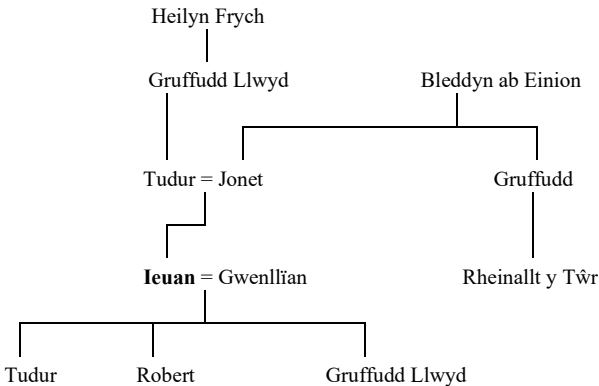 Heilyn Frych
Gruffudd Llwyd Bleddyn ab Einion
Tudur = Jonet Gruffudd
Ieuan = Gwenllïan Rheinallt y Tŵr
Tudur Robert Gruffudd Llwyd